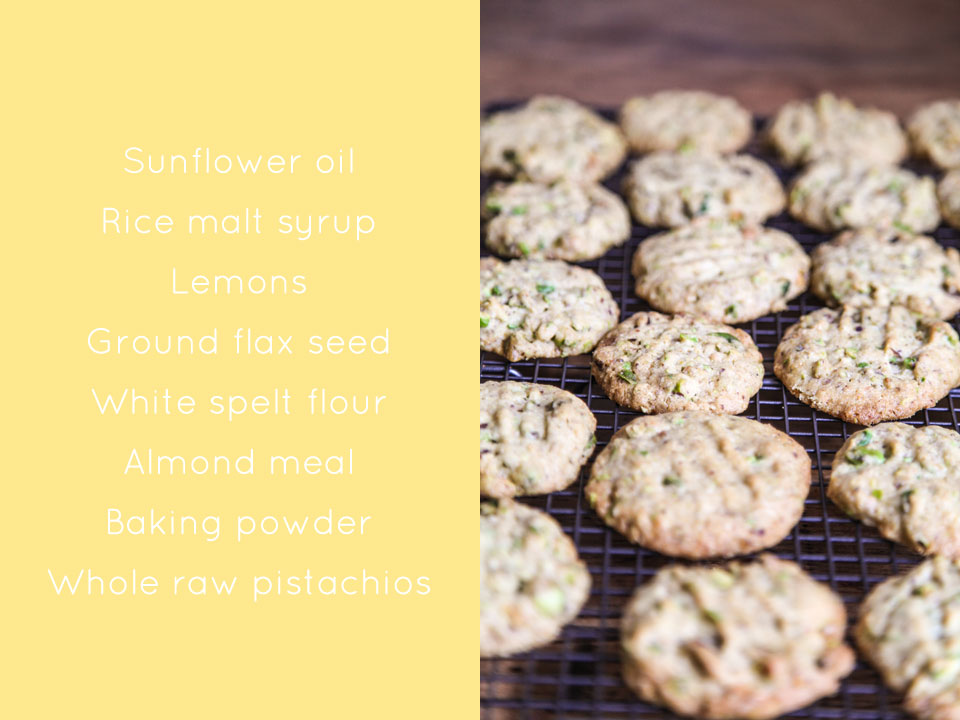 Sunflower oil
Rice malt syrup
Lemons
Ground flax seed
White spelt flour
Almond meal
Baking powder
Whole raw pistachios